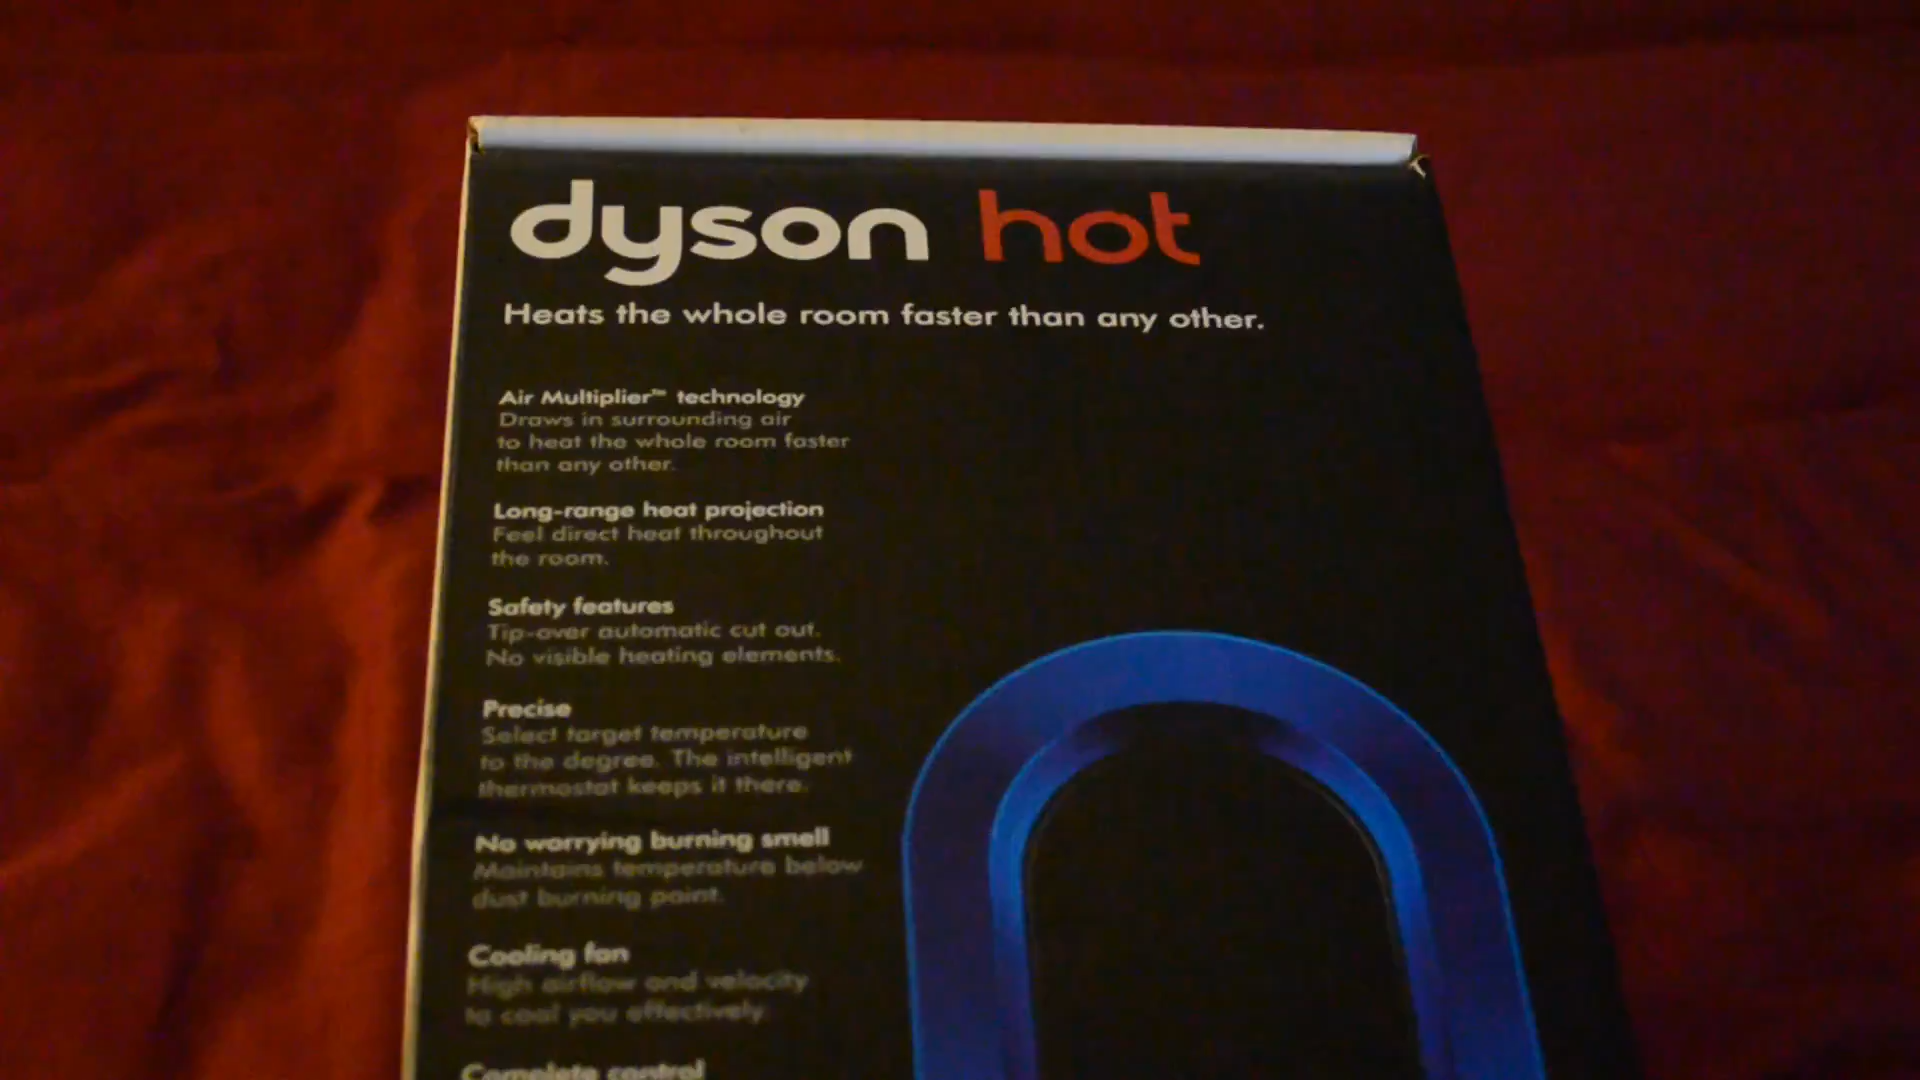 dyson hot
Heats the whole room faster than any other.
Air Multiplier™ technology
Draws in surrounding air
to heat the whole room faster
than any other.
Long-range heat projection
Feel direct heat throughout
the room.
Safety features
Tip-over automatic cut out.
No visible heating elements.
Precise
Select target temperature
to the degree. The intelligent
thermostat keeps it there.
No worrying burning smell
Maintains temperature below
dust burning point.
Cooling fan
High airflow and velocity
to cool you effectively
Complete control